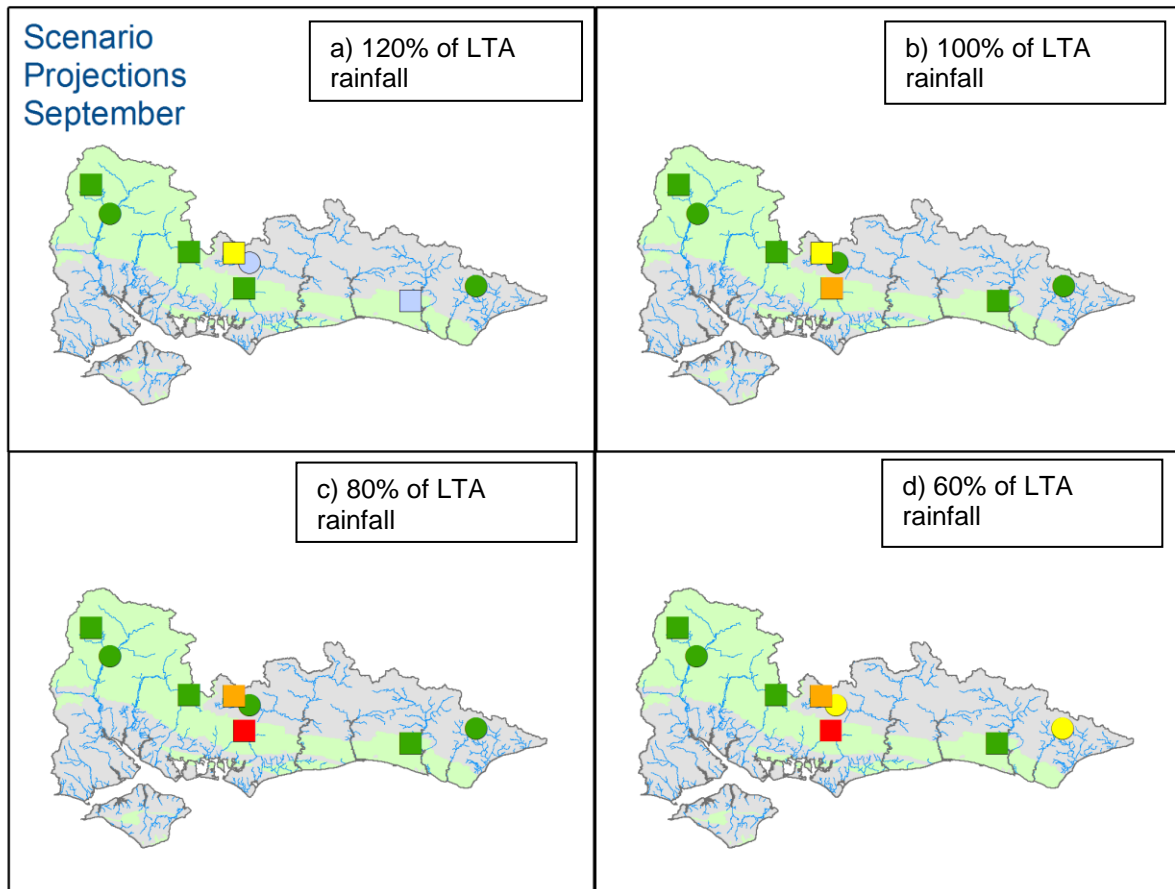 Scenario
Projections
September
a) 120% of LTA
rainfall
b) 100% of LTA
rainfall
c) 80% of LTA
rainfall
d) 60% of LTA
rainfall